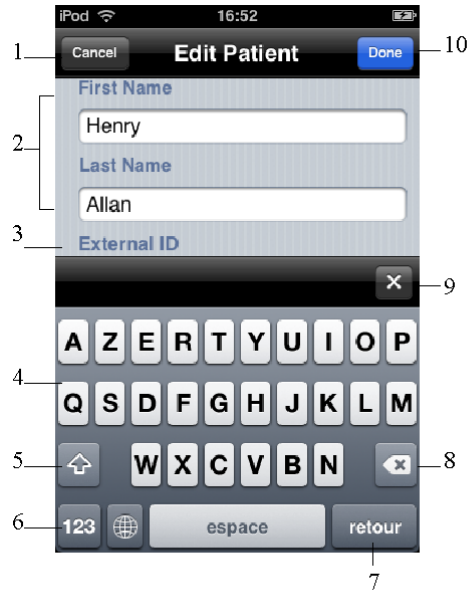 iPod 16:52
1 Cancel Edit Patient Done 10
First Name
2 Henry
Last Name
Allan
3 External ID
9
A Z E R T Y U I O P
4 Q S D F G H J K L M
5 W X C V B N 8
6 123 espace retour
7